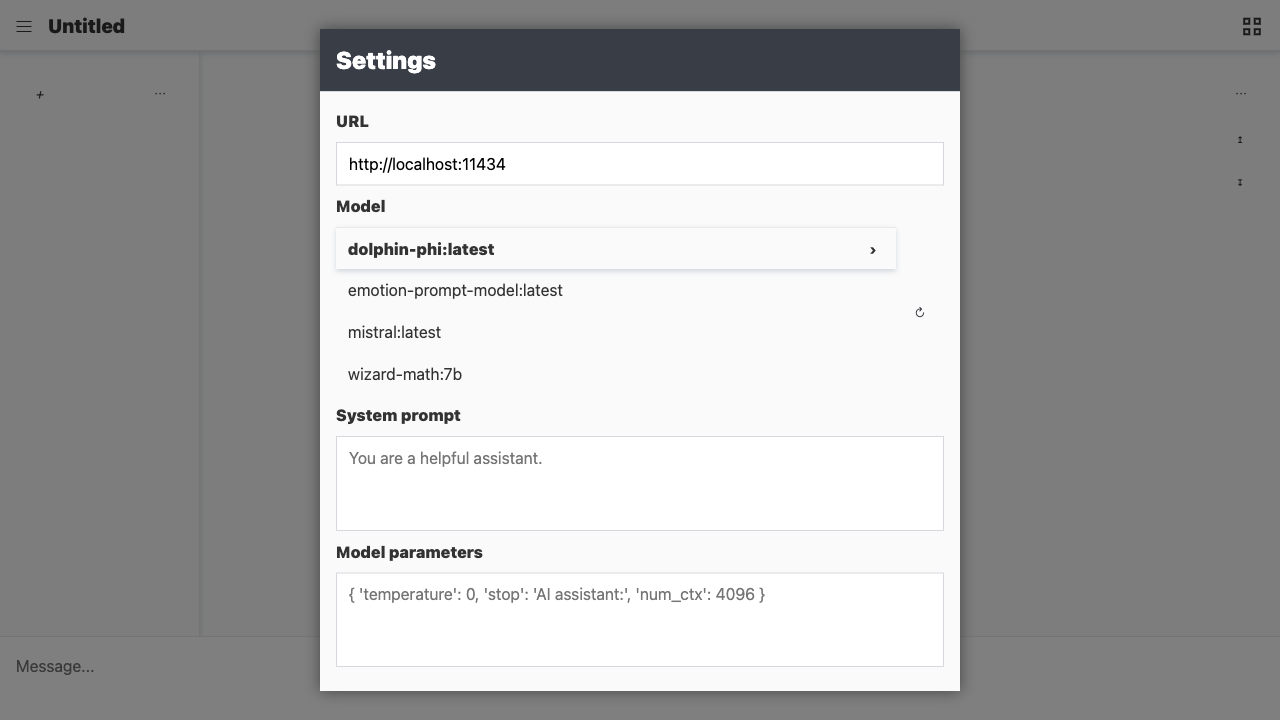 Untitled
Settings
URL
http://localhost:11434
Model
dolphin-phi:latest
emotion-prompt-model:latest
mistral:latest
wizard-math:7b
System prompt
You are a helpful assistant.
Model parameters
{ 'temperature': 0, 'stop': 'AI assistant:', 'num_ctx': 4096 }
Message...